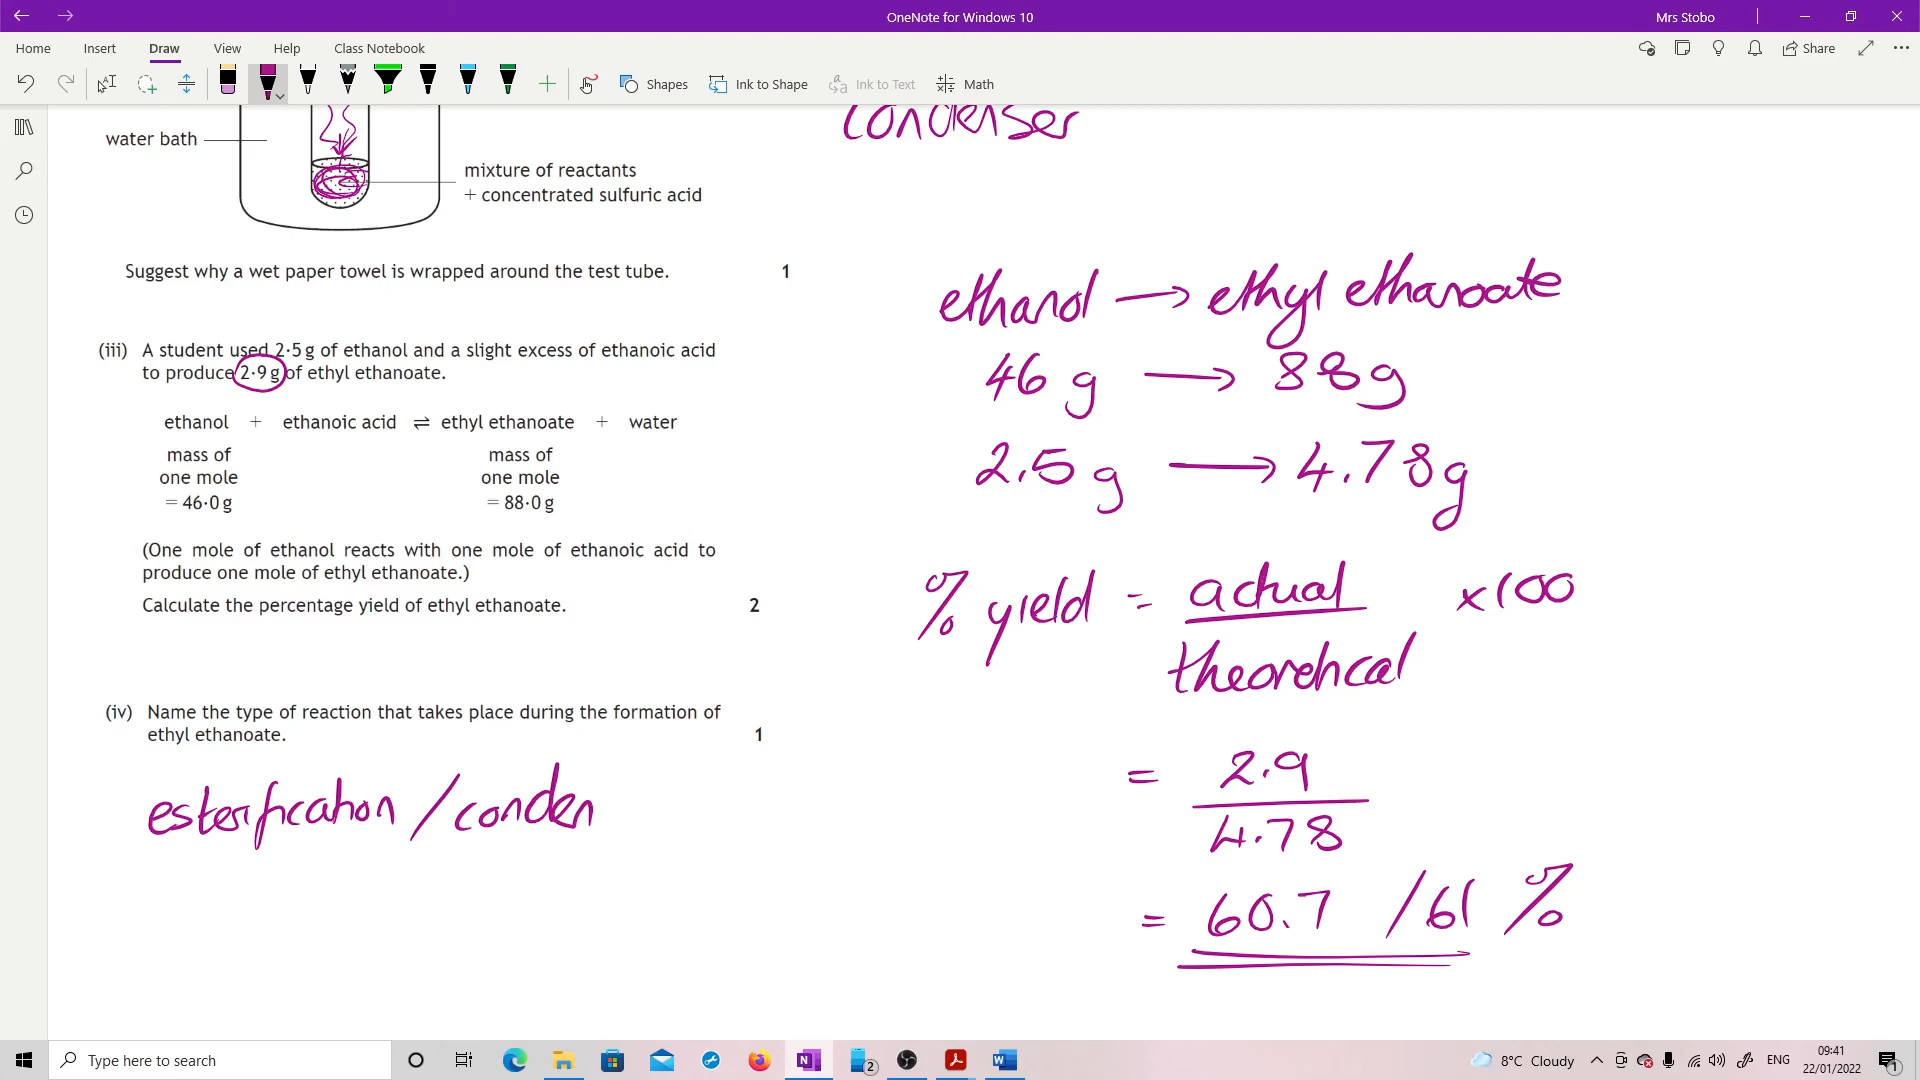 OneNote for Windows 10
Mrs Stobo
Home Insert Draw View Help Class Notebook
Share
Shapes Ink to Shape Ink to Text Math
condenser
water bath
mixture of reactants
+ concentrated sulfuric acid
Suggest why a wet paper towel is wrapped around the test tube. 1
(iii) A student used 2·5 g of ethanol and a slight excess of ethanoic acid
to produce 2·9 g of ethyl ethanoate.
ethanol + ethanoic acid ⇌ ethyl ethanoate + water
mass of mass of
one mole one mole
= 46·0 g = 88·0 g
(One mole of ethanol reacts with one mole of ethanoic acid to
produce one mole of ethyl ethanoate.)
Calculate the percentage yield of ethyl ethanoate. 2
(iv) Name the type of reaction that takes place during the formation of
ethyl ethanoate. 1
esterification / conden
ethanol → ethyl ethanoate
46 g → 88g
2.5 g → 4.78g
% yield = actual × 100
theoretical
= 2.9
4.78
= 60.7 / 61 %
Type here to search
2
8°C Cloudy
ENG
09:41
22/01/2022
1